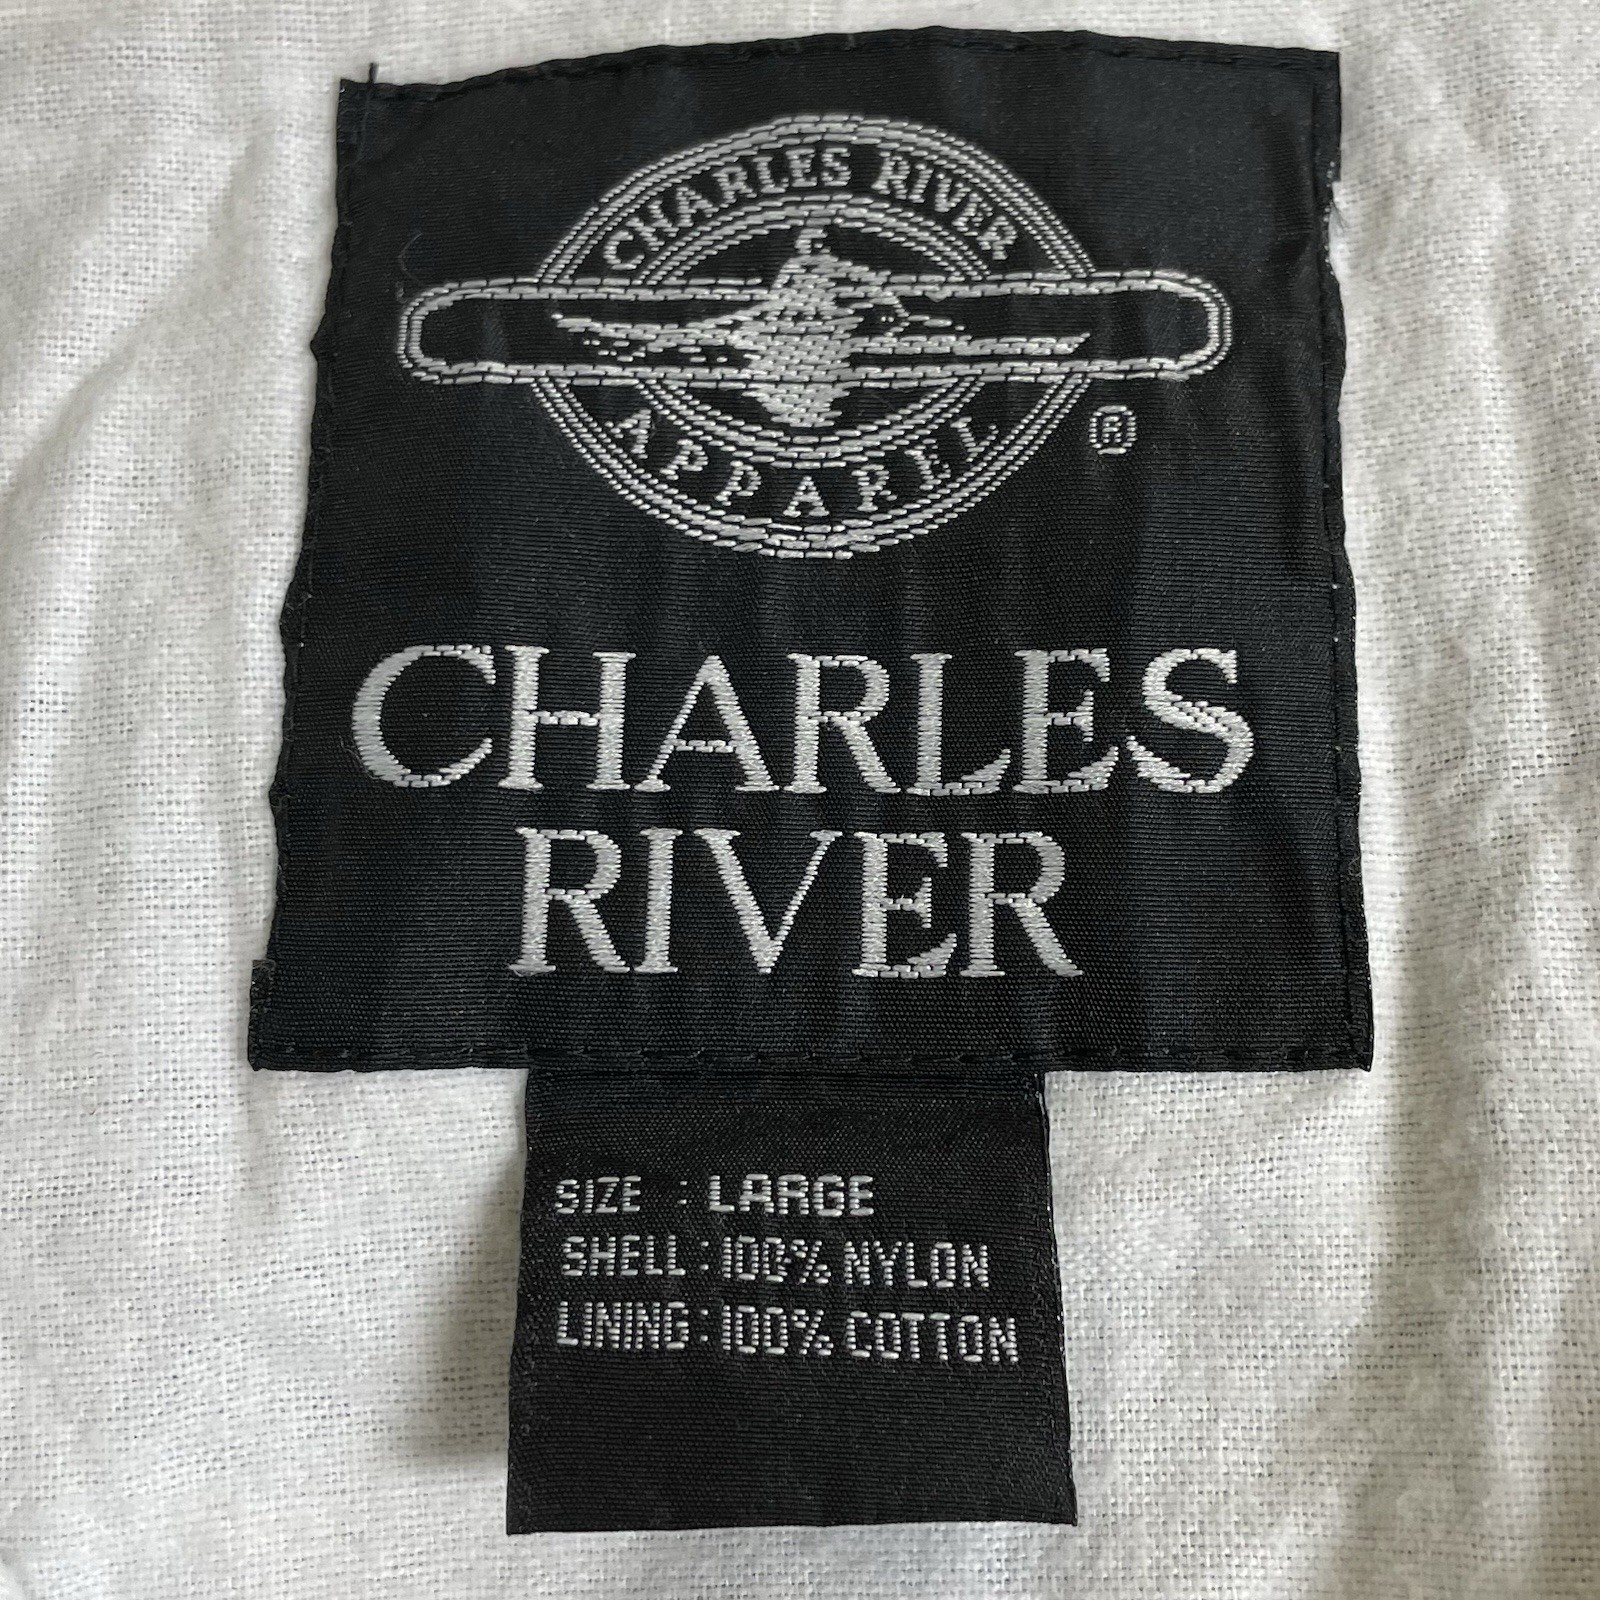 CHARLES RIVER
APPAREL
®
CHARLES
RIVER
SIZE : LARGE
SHELL : 100% NYLON
LINING : 100% COTTON